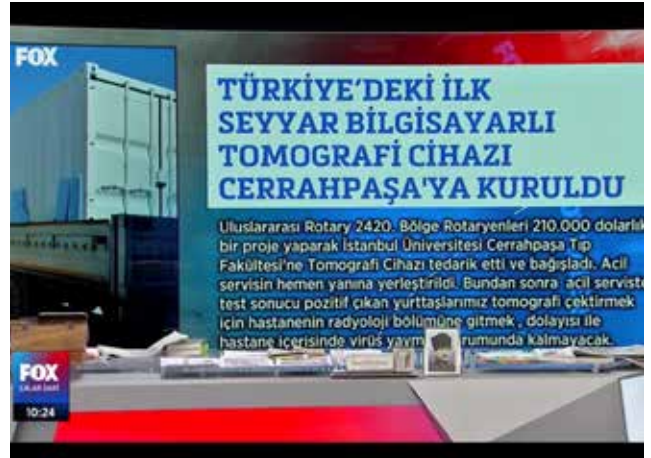 FOX
TÜRKİYE'DEKİ İLK
SEYYAR BİLGİSAYARLI
TOMOGRAFİ CİHAZI
CERRAHPAŞA'YA KURULDU
Uluslararası Rotary 2420. Bölge Rotaryenleri 210.000 dolarlık
bir proje yaparak İstanbul Üniversitesi Cerrahpaşa Tıp
Fakültesi'ne Tomografi Cihazı tedarik etti ve bağışladı. Acil
servisin hemen yanına yerleştirildi. Bundan sonra acil serviste
test sonucu pozitif çıkan yurttaşlarımız tomografi çektirmek
için hastanenin radyoloji bölümüne gitmek , dolayısı ile
hastane içerisinde virüs yaym rumunda kalmayacak.
FOX
10:24